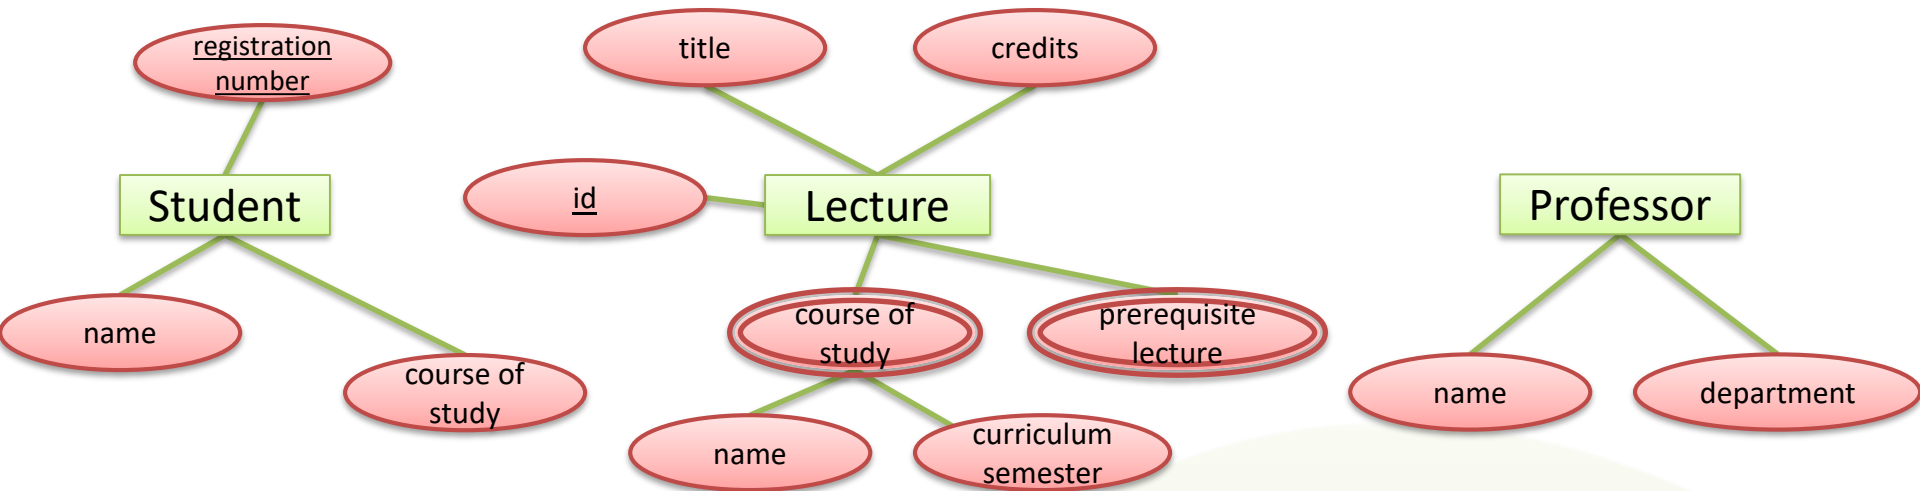 registration
number
title
credits
Student
id
Lecture
Professor
name
course of
study
course of
study
prerequisite
lecture
name
curriculum
semester
name
department